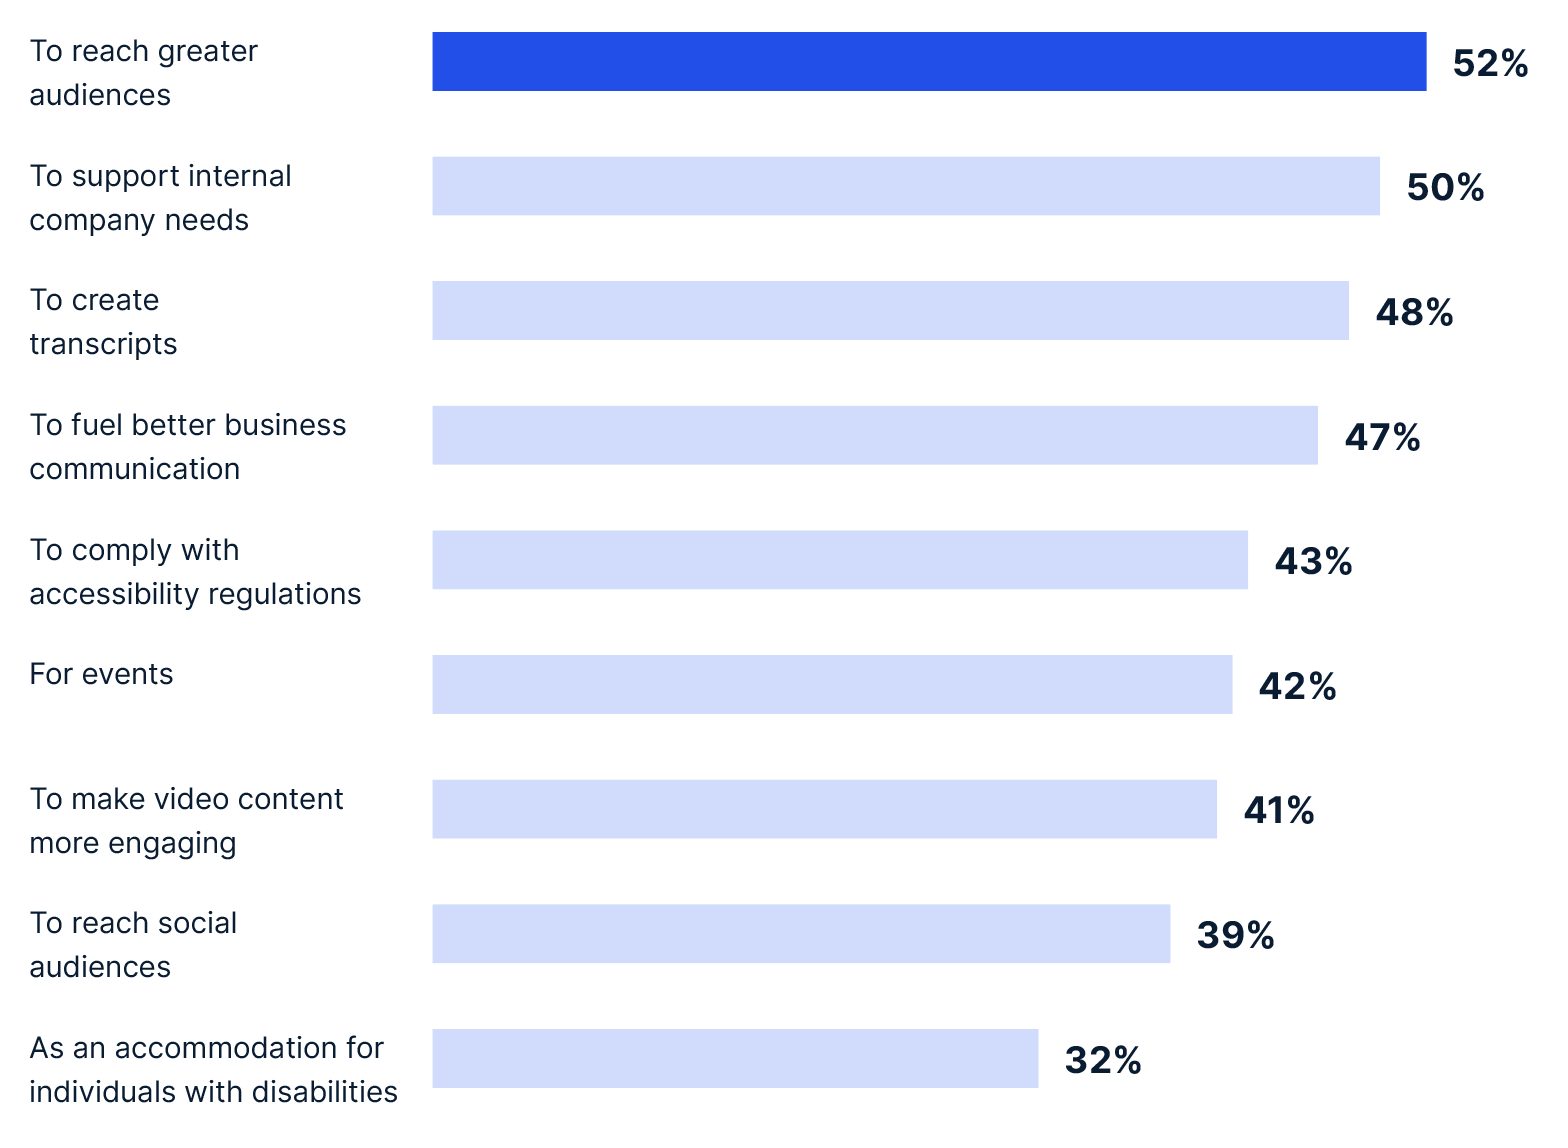 To reach greater
audiences
52%
To support internal
company needs
50%
To create
transcripts
48%
To fuel better business
communication
47%
To comply with
accessibility regulations
43%
For events
42%
To make video content
more engaging
41%
To reach social
audiences
39%
As an accommodation for
individuals with disabilities
32%